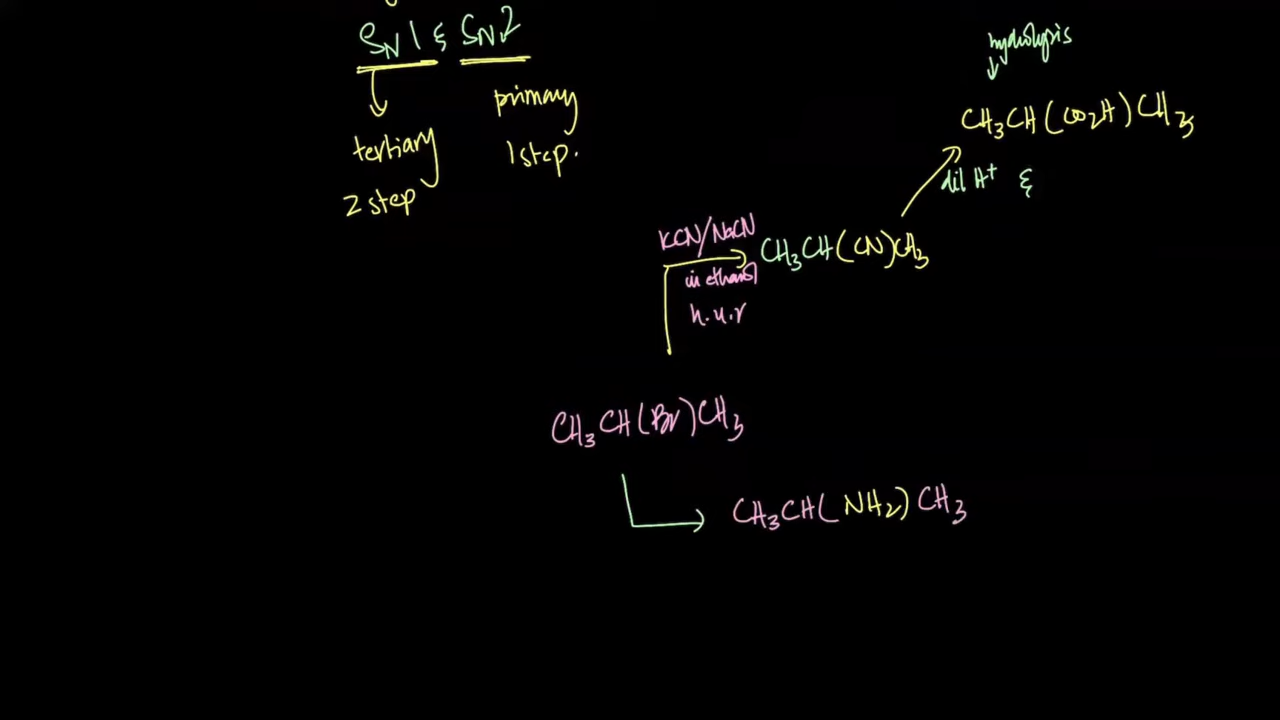 SN1 & SN2
primary
1 step.
tertiary
2 step
hydrolysis
CH3CH(CO2H)CH3
dil H+ &
KCN/NaCN
in ethanol
h.u.r
CH3CH(CN)CH3
CH3CH(Br)CH3
CH3CH(NH2)CH3